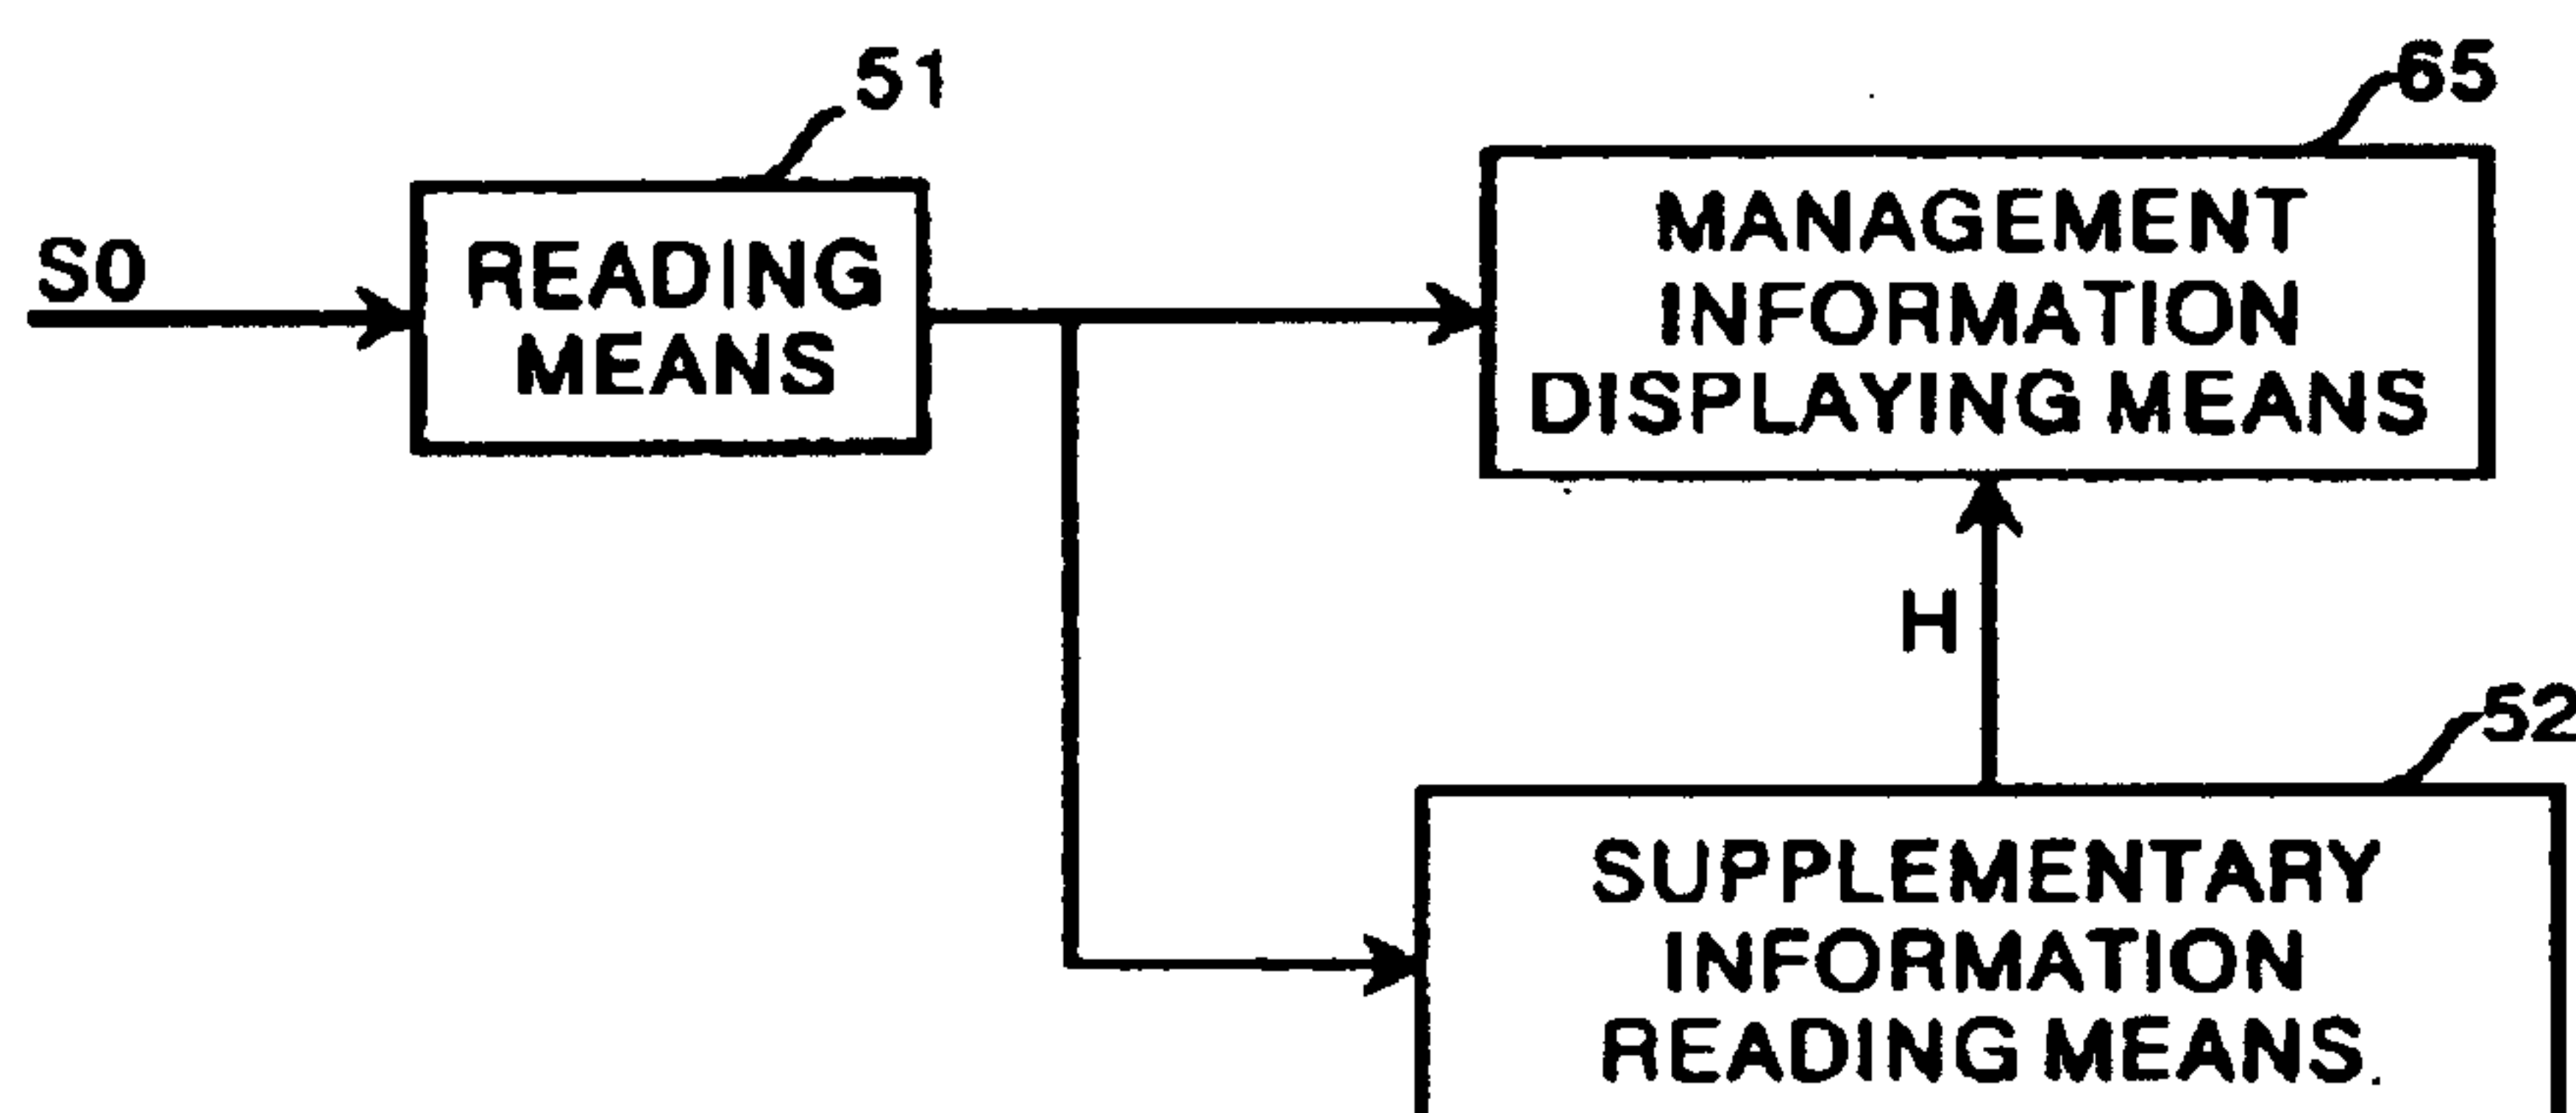 51
65
S0
READING
MEANS
MANAGEMENT
INFORMATION
DISPLAYING MEANS
H
52
SUPPLEMENTARY
INFORMATION
READING MEANS.